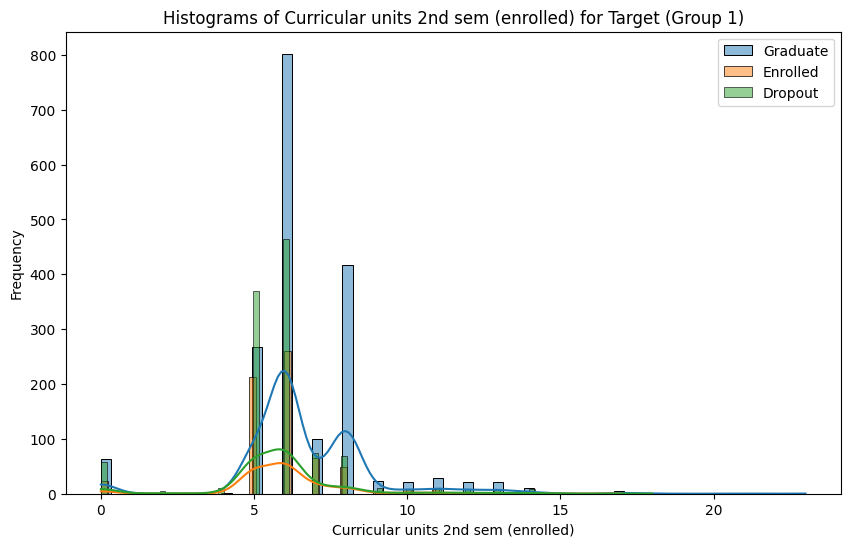 Histograms of Curricular units 2nd sem (enrolled) for Target (Group 1)
Graduate
Enrolled
Dropout
Frequency
800
700
600
500
400
300
200
100
0
0 5 10 15 20
Curricular units 2nd sem (enrolled)